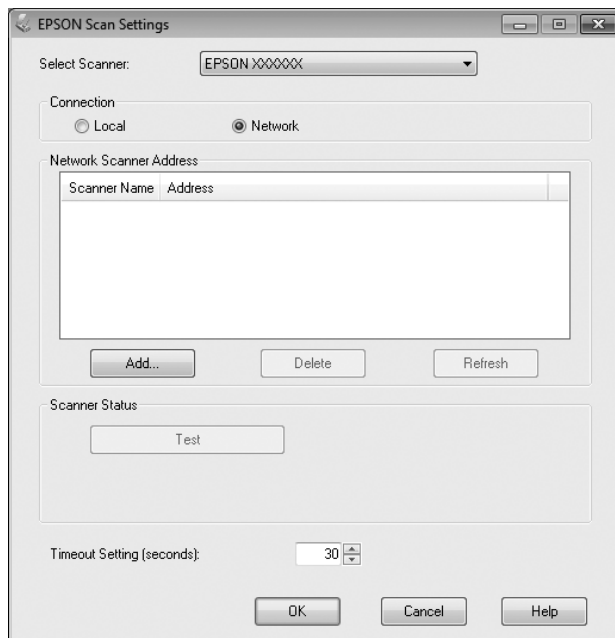 EPSON Scan Settings
Select Scanner: EPSON XXXXXX
Connection
Local Network
Network Scanner Address
Scanner Name Address
Add... Delete Refresh
Scanner Status
Test
Timeout Setting (seconds): 30
OK Cancel Help